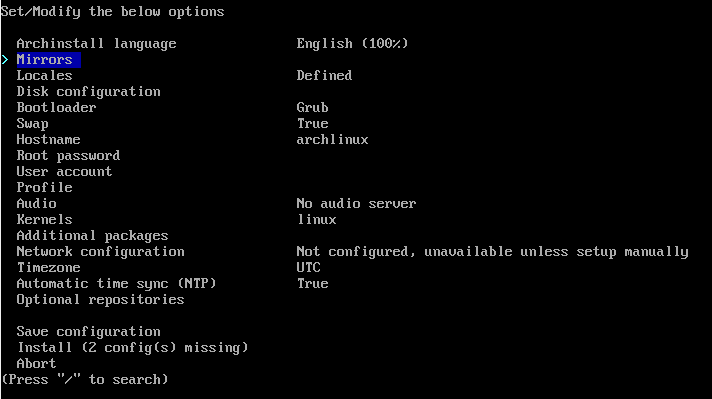 Set/Modify the below options
Archinstall language English (100%)
> Mirrors
Locales Defined
Disk configuration
Bootloader Grub
Swap True
Hostname archlinux
Root password
User account
Profile
Audio No audio server
Kernels linux
Additional packages
Network configuration Not configured, unavailable unless setup manually
Timezone UTC
Automatic time sync (NTP) True
Optional repositories
Save configuration
Install (2 config(s) missing)
Abort
(Press "/" to search)